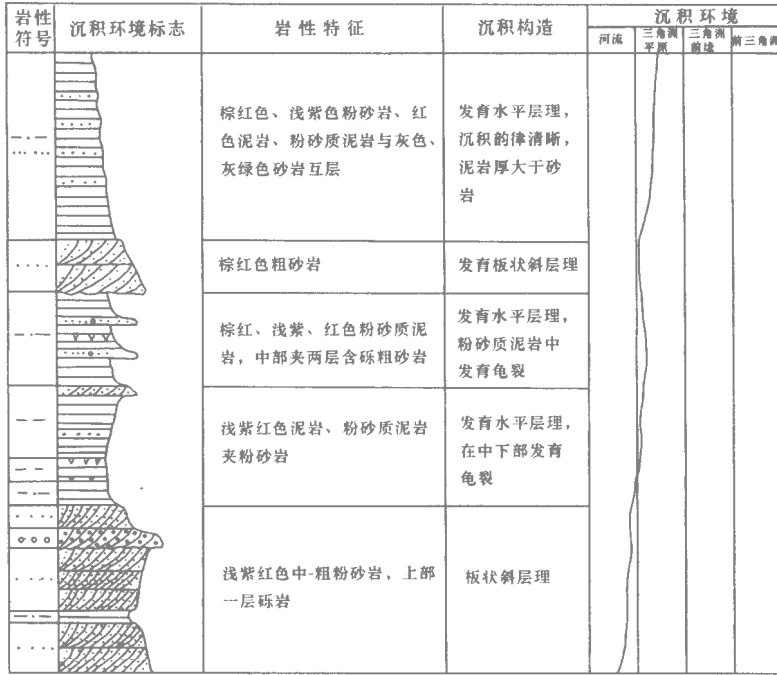 岩性
符号
沉积环境标志
岩性特征
沉积构造
沉积环境
河流
三角洲
平原
三角洲
前缘
前三角洲
棕红色、浅紫色粉砂岩、红
色泥岩、粉砂质泥岩与灰色、
灰绿色砂岩互层
发育水平层理，
沉积韵律清晰，
泥岩厚大于砂
岩
棕红色粗砂岩
发育板状斜层理
棕红、浅紫、红色粉砂质泥
岩，中部夹两层含砾粗砂岩
发育水平层理，
粉砂质泥岩中
发育龟裂
浅紫红色泥岩、粉砂质泥岩
夹粉砂岩
发育水平层理，
在中下部发育
龟裂
浅紫红色中-粗粉砂岩，上部
一层砾岩
板状斜层理